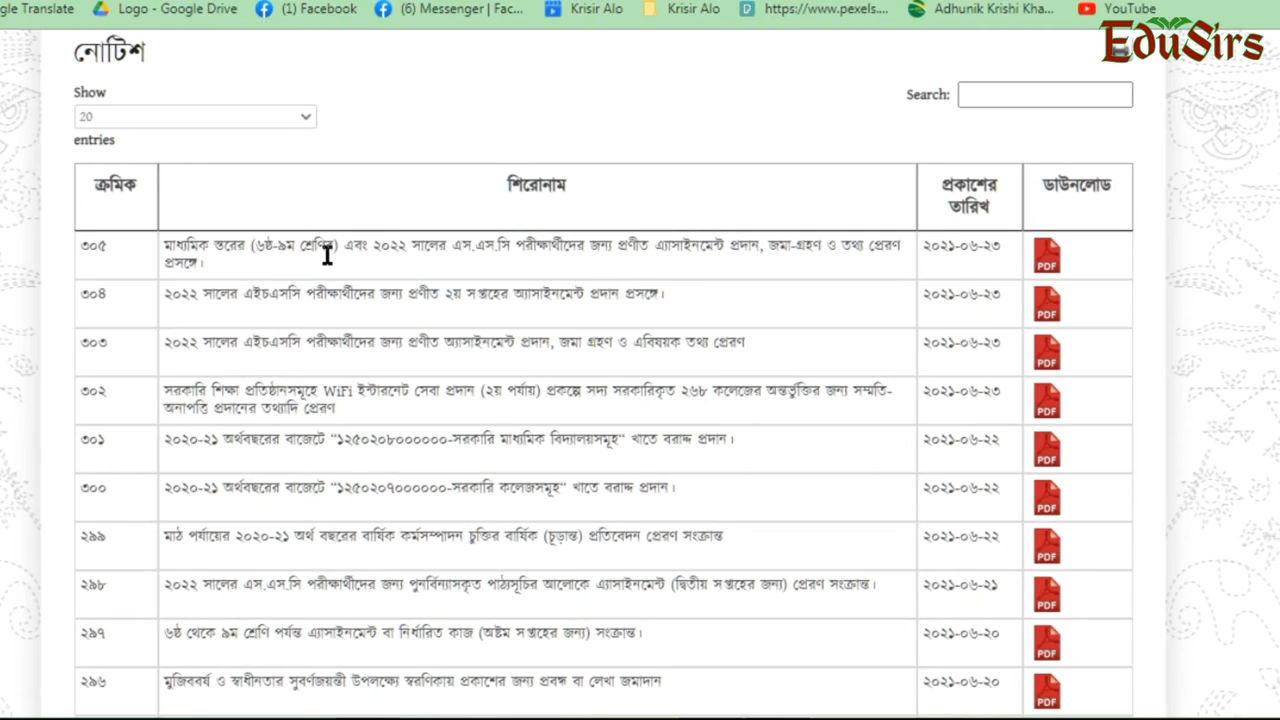 gle Translate Logo - Google Drive (1) Facebook (6) Messenger | Fac... Krisir Alo Krisir Alo https://www.pexels.... Adhunik Krishi Kha... YouTube
EduSirs
নোটিশ
Show
20
entries
Search:
ক্রমিক শিরোনাম প্রকাশের তারিখ ডাউনলোড
৩০৫ মাধ্যমিক স্তরের (৬ষ্ঠ-৯ম শ্রেণির) এবং ২০২২ সালের এস.এস.সি পরীক্ষার্থীদের জন্য প্রণীত এ্যাসাইনমেন্ট প্রদান, জমা-গ্রহণ ও তথ্য প্রেরণ ২০২১-০৬-২৩ PDF
প্রসঙ্গে।
৩০৪ ২০২২ সালের এইচএসসি পরীক্ষার্থীদের জন্য প্রণীত ২য় সপ্তাহের অ্যাসাইনমেন্ট প্রদান প্রসঙ্গে। ২০২১-০৬-২৩ PDF
৩০৩ ২০২২ সালের এইচএসসি পরীক্ষার্থীদের জন্য প্রণীত অ্যাসাইনমেন্ট প্রদান, জমা গ্রহণ ও এবিষয়ক তথ্য প্রেরণ ২০২১-০৬-২৩ PDF
৩০২ সরকারি শিক্ষা প্রতিষ্ঠানসমূহে WiFi ইন্টারনেট সেবা প্রদান (২য় পর্যায়) প্রকল্পে সদ্য সরকারিকৃত ২৬৮ কলেজের অন্তর্ভুক্তির জন্য সম্মতি- ২০২১-০৬-২৩ PDF
অনাপত্তি প্রদানের তথ্যাদি প্রেরণ
৩০১ ২০২০-২১ অর্থবছরের বাজেটে "১২৫০২০৮০০০০০০-সরকারি মাধ্যমিক বিদ্যালয়সমূহ" খাতে বরাদ্দ প্রদান। ২০২১-০৬-২২ PDF
৩০০ ২০২০-২১ অর্থবছরের বাজেটে "১২৫০২০৭০০০০০০-সরকারি কলেজসমূহ" খাতে বরাদ্দ প্রদান। ২০২১-০৬-২২ PDF
২৯৯ মাঠ পর্যায়ের ২০২০-২১ অর্থ বছরের বার্ষিক কর্মসম্পাদন চুক্তির বার্ষিক (চূড়ান্ত) প্রতিবেদন প্রেরণ সংক্রান্ত ২০২১-০৬-২২ PDF
২৯৮ ২০২২ সালের এস.এস.সি পরীক্ষার্থীদের জন্য পুনর্বিন্যাসকৃত পাঠ্যসূচির আলোকে এ্যাসাইনমেন্ট (দ্বিতীয় সপ্তাহের জন্য) প্রেরণ সংক্রান্ত। ২০২১-০৬-২১ PDF
২৯৭ ৬ষ্ঠ থেকে ৯ম শ্রেণি পর্যন্ত এ্যাসাইনমেন্ট বা নির্ধারিত কাজ (অষ্টম সপ্তাহের জন্য) সংক্রান্ত। ২০২১-০৬-২০ PDF
২৯৬ মুজিববর্ষ ও স্বাধীনতার সুবর্ণজয়ন্তী উপলক্ষ্যে স্বরণিকায় প্রকাশের জন্য প্রবন্ধ বা লেখা জমাদান ২০২১-০৬-২০ PDF